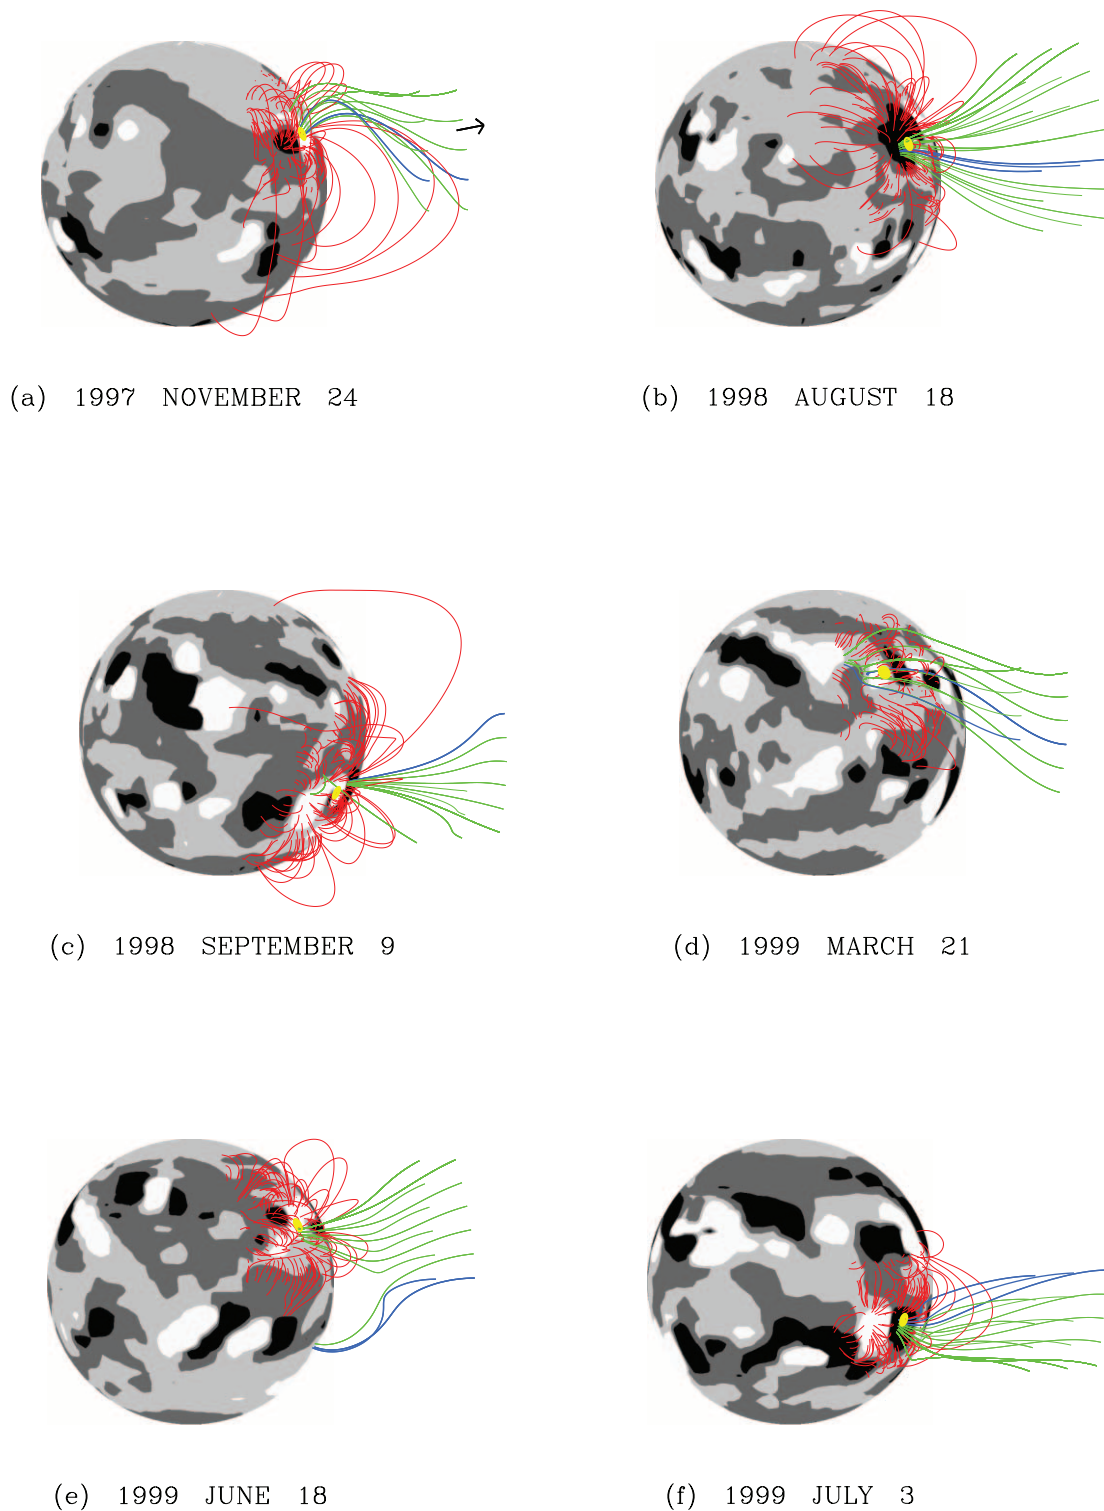 (a) 1997 NOVEMBER 24
(b) 1998 AUGUST 18
(c) 1998 SEPTEMBER 9
(d) 1999 MARCH 21
(e) 1999 JUNE 18
(f) 1999 JULY 3